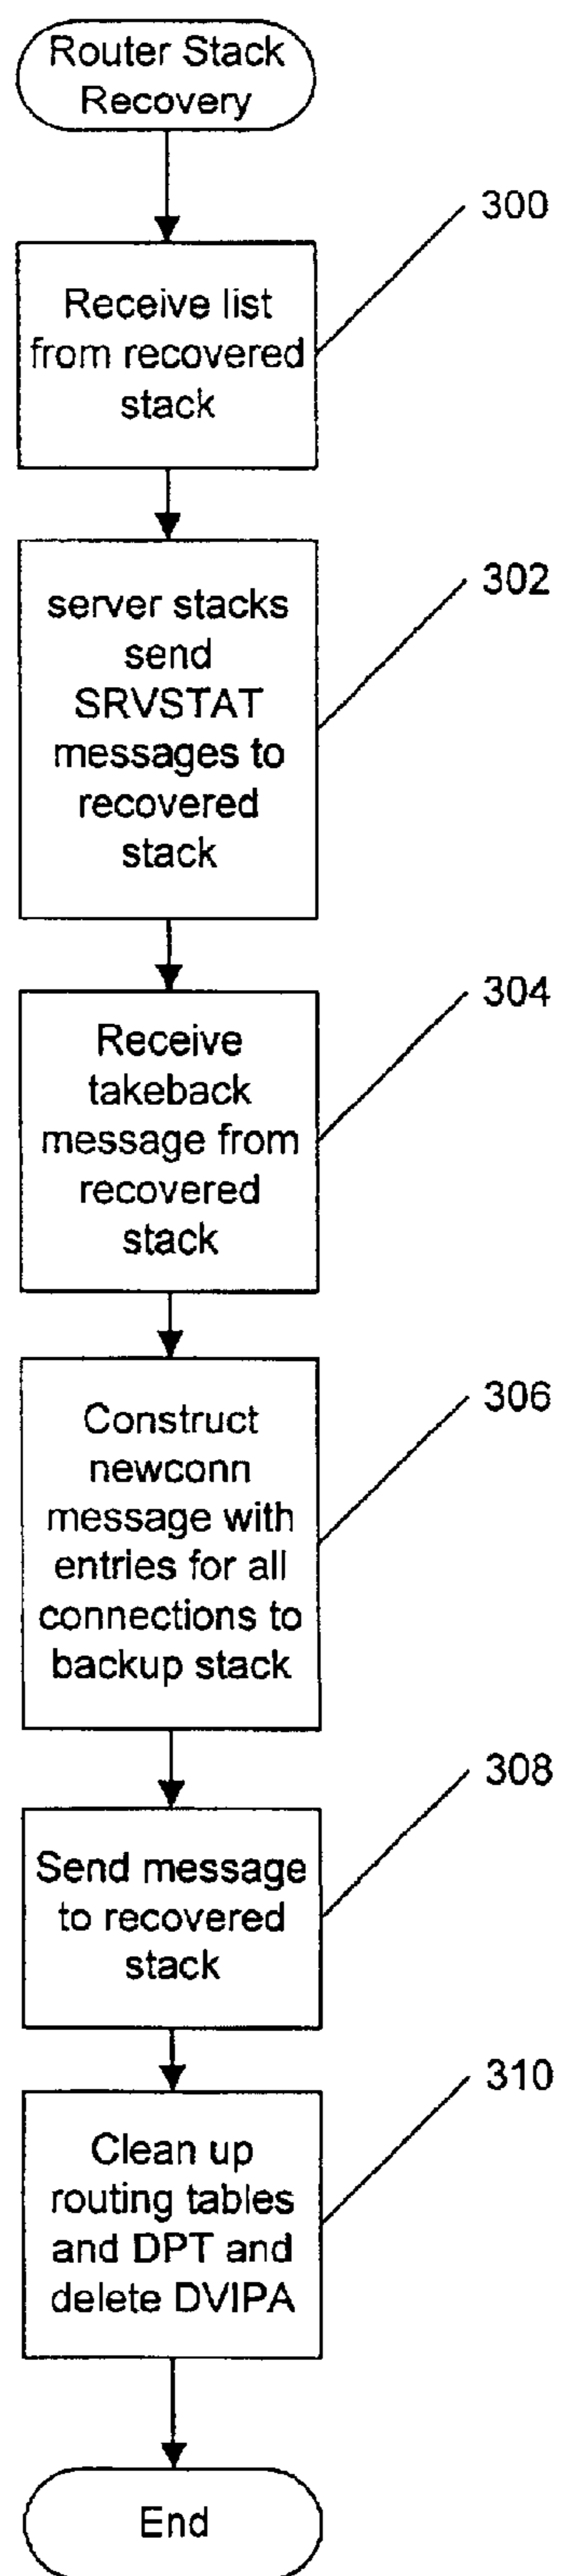 Router Stack
Recovery
300
Receive list
from recovered
stack
302
server stacks
send
SRVSTAT
messages to
recovered
stack
304
Receive
takeback
message from
recovered
stack
306
Construct
newconn
message with
entries for all
connections to
backup stack
308
Send message
to recovered
stack
310
Clean up
routing tables
and DPT and
delete DVIPA
End